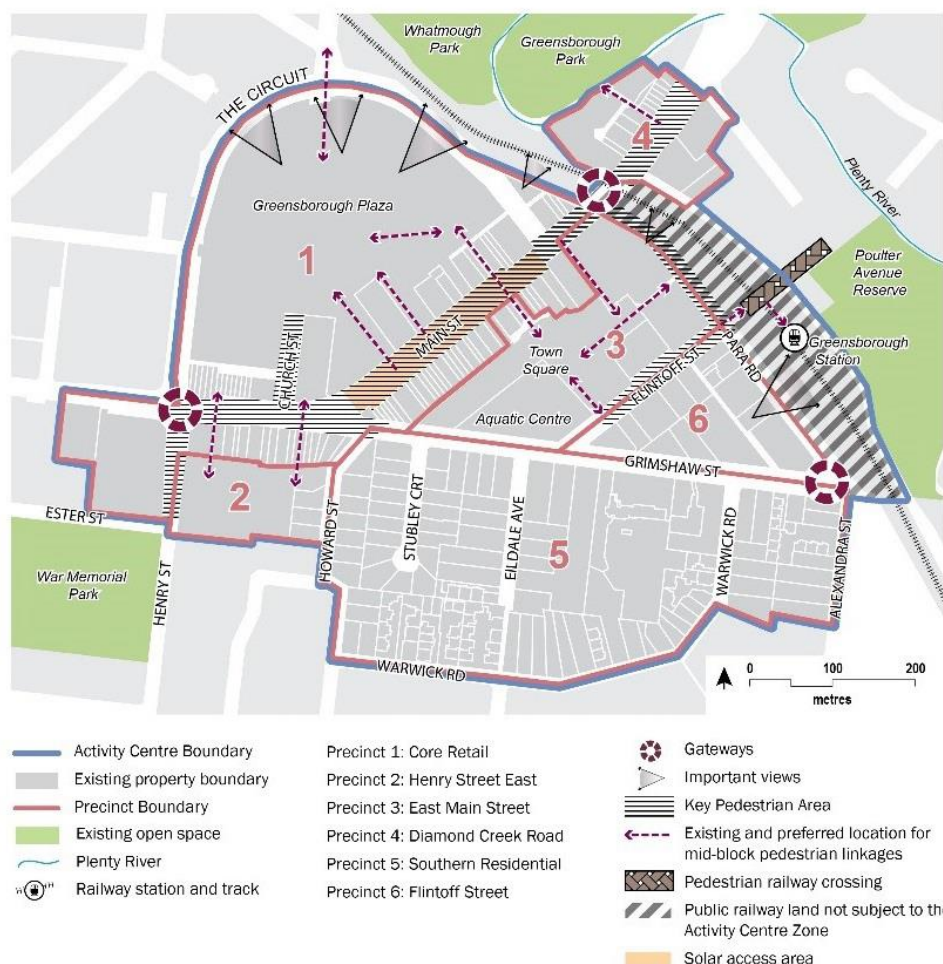 Whatmough
Park
Greensborough
Park
THE CIRCUIT
4
Plenty River
Greensborough Plaza
Poulter
Avenue
Reserve
1
MAIN ST
3
Greensborough
Station
CHURCH ST
Town
Square
FLINTOFF ST
PARA RD
Aquatic Centre
6
GRIMSHAW ST
2
ESTER ST
HOWARD ST
STUBLEY CRT
EILDALE AVE
5
WARWICK RD
ALEXANDRA ST
War Memorial
Park
HENRY ST
WARWICK RD
0 100 200
metres
Activity Centre Boundary
Existing property boundary
Precinct Boundary
Existing open space
Plenty River
Railway station and track
Precinct 1: Core Retail
Precinct 2: Henry Street East
Precinct 3: East Main Street
Precinct 4: Diamond Creek Road
Precinct 5: Southern Residential
Precinct 6: Flintoff Street
Gateways
Important views
Key Pedestrian Area
Existing and preferred location for
mid-block pedestrian linkages
Pedestrian railway crossing
Public railway land not subject to the
Activity Centre Zone
Solar access area